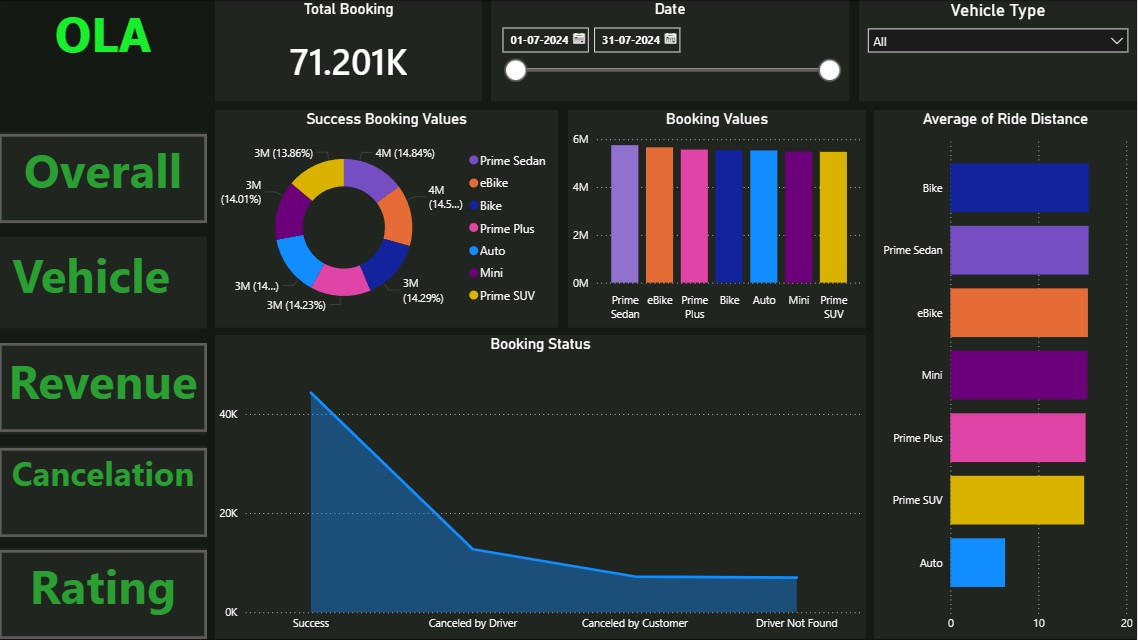 OLA
Overall
Vehicle
Revenue
Cancelation
Rating
Total Booking
71.201K
Date
01-07-2024
31-07-2024
Vehicle Type
All
Success Booking Values
3M (13.86%)
4M (14.84%)
3M
(14.01%)
4M
(14.5...)
3M (14...)
3M
(14.29%)
3M (14.23%)
Prime Sedan
eBike
Bike
Prime Plus
Auto
Mini
Prime SUV
Booking Values
6M
4M
2M
0M
Prime
Sedan
eBike
Prime
Plus
Bike
Auto
Mini
Prime
SUV
Average of Ride Distance
Bike
Prime Sedan
eBike
Mini
Prime Plus
Prime SUV
Auto
0
10
20
Booking Status
40K
20K
0K
Success
Canceled by Driver
Canceled by Customer
Driver Not Found